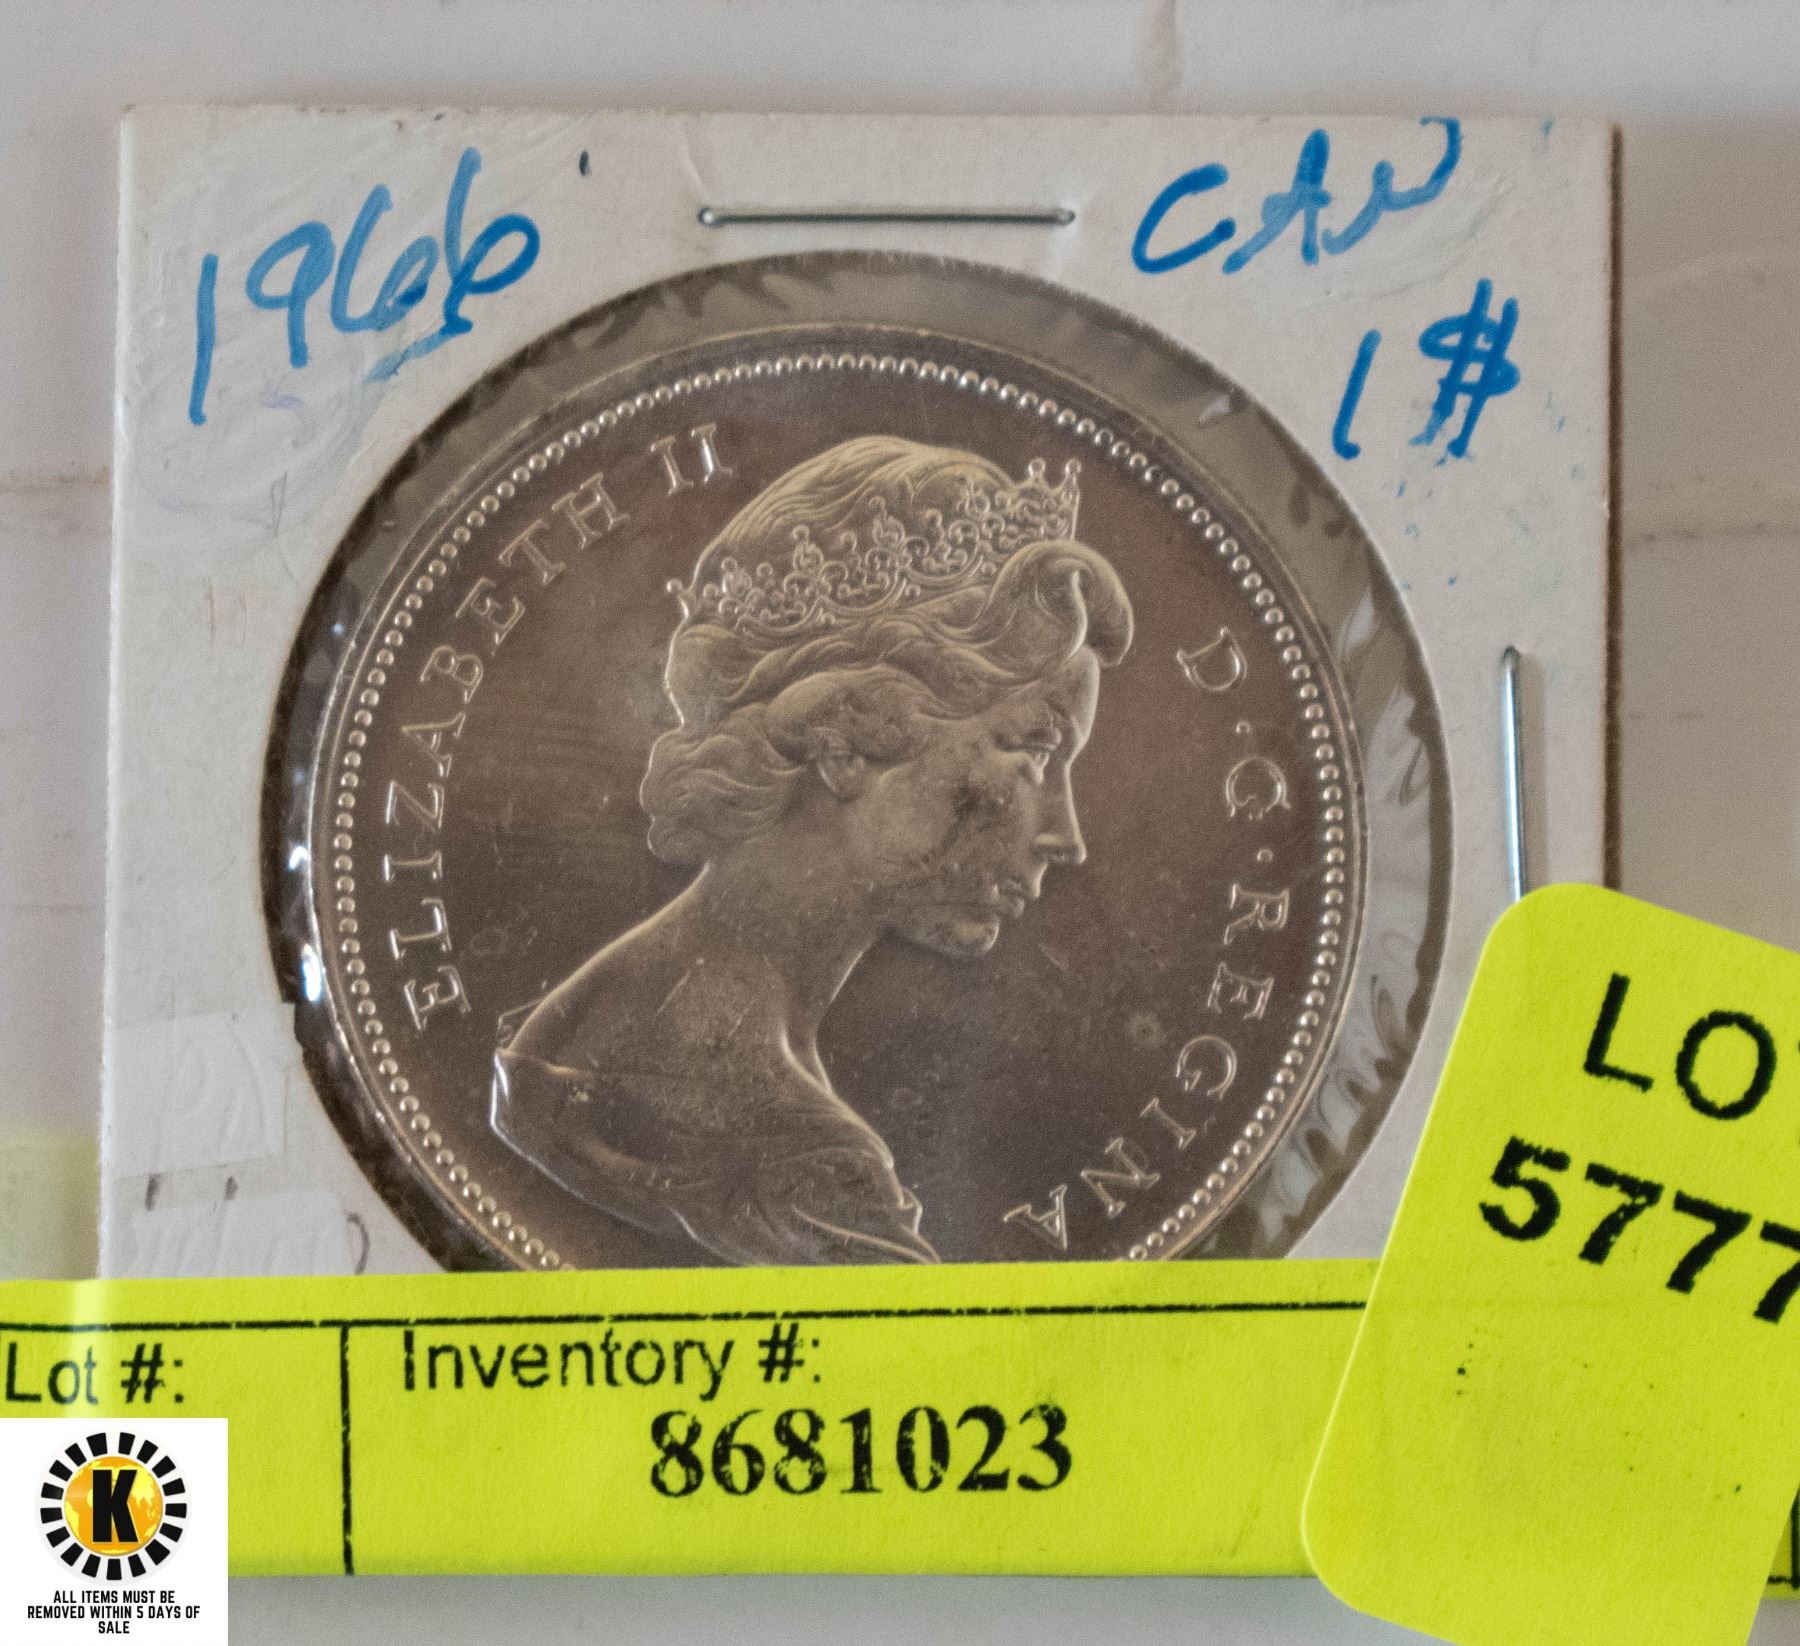 1966
CAN
1 $
ELIZABETH II D·G·REGINA
LOT
5777
Lot #:
Inventory #:
8681023
K
ALL ITEMS MUST BE
REMOVED WITHIN 5 DAYS OF
SALE